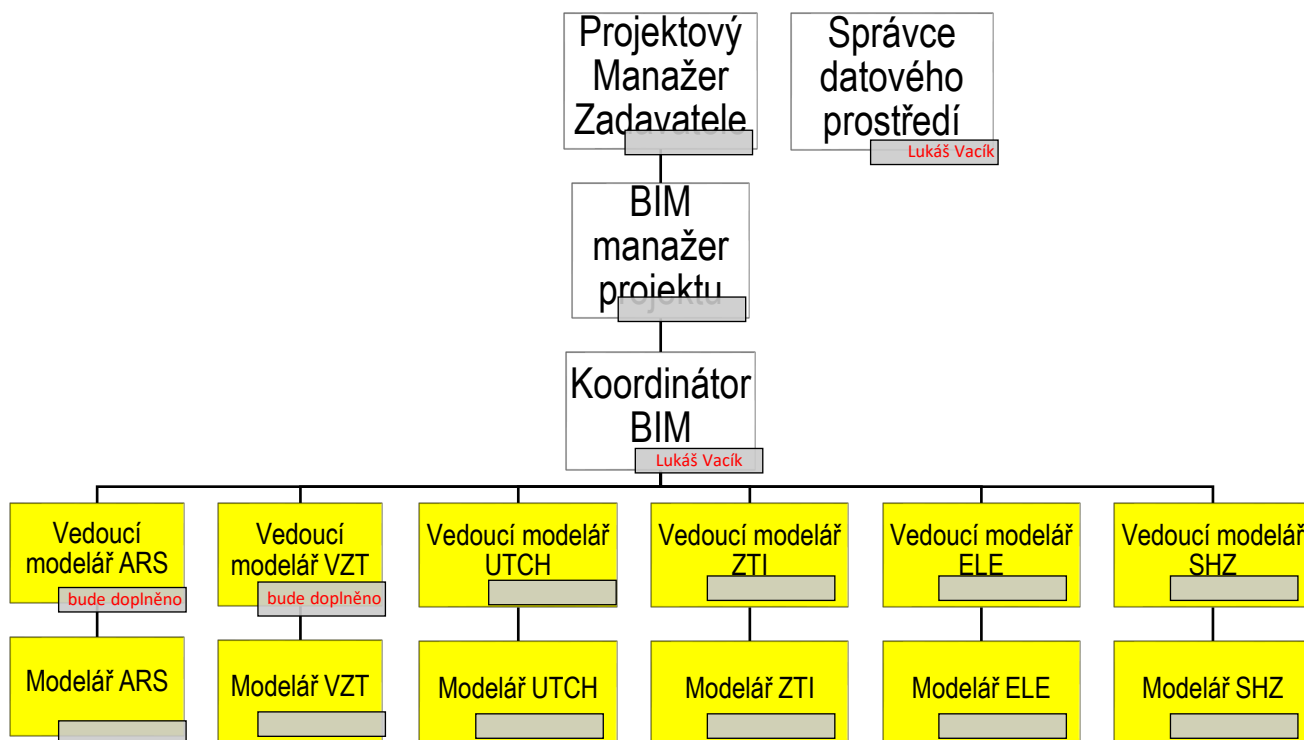 Projektový
Manažer
Zadavatele
Správce
datového
prostředí
Lukáš Vacík
BIM
manažer
projektu
Koordinátor
BIM
Lukáš Vacík
Vedoucí
modelář ARS
bude doplněno
Vedoucí
modelář VZT
bude doplněno
Vedoucí modelář
UTCH
Vedoucí modelář
ZTI
Vedoucí modelář
ELE
Vedoucí modelář
SHZ
Modelář ARS
Modelář VZT
Modelář UTCH
Modelář ZTI
Modelář ELE
Modelář SHZ